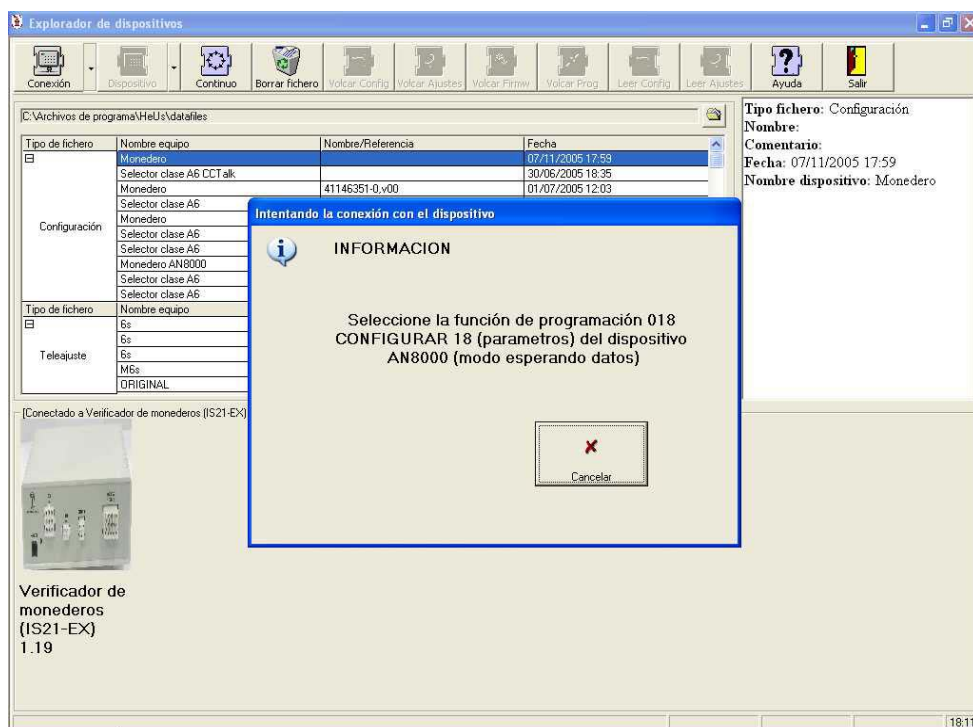 Explorador de dispositivos
Conexión Dispositivo Continuo Borrar fichero Volcar Config Volcar Ajustes Volcar Firmw Volcar Prog Leer Config Leer Ajustes Ayuda Salir
C:\Archivos de programa\HeUs\datafiles
Tipo de fichero Nombre equipo Nombre/Referencia Fecha
Configuración
Monedero 07/11/2005 17:59
Selector clase A6 CCTalk 30/06/2005 18:35
Monedero 41146351-0,v00 01/07/2005 12:03
Selector clase A6
Monedero
Selector clase A6
Selector clase A6
Monedero AN8000
Selector clase A6
Selector clase A6
Tipo de fichero Nombre equipo
Teleajuste
6s
6s
6s
M6s
ORIGINAL
Tipo fichero: Configuración
Nombre:
Comentario:
Fecha: 07/11/2005 17:59
Nombre dispositivo: Monedero
Intentando la conexión con el dispositivo
INFORMACION
Seleccione la función de programación 018
CONFIGURAR 18 (parametros) del dispositivo
AN8000 (modo esperando datos)
Cancelar
[Conectado a Verificador de monederos (IS21-EX)
Verificador de
monederos
(IS21-EX)
1.19
18:11